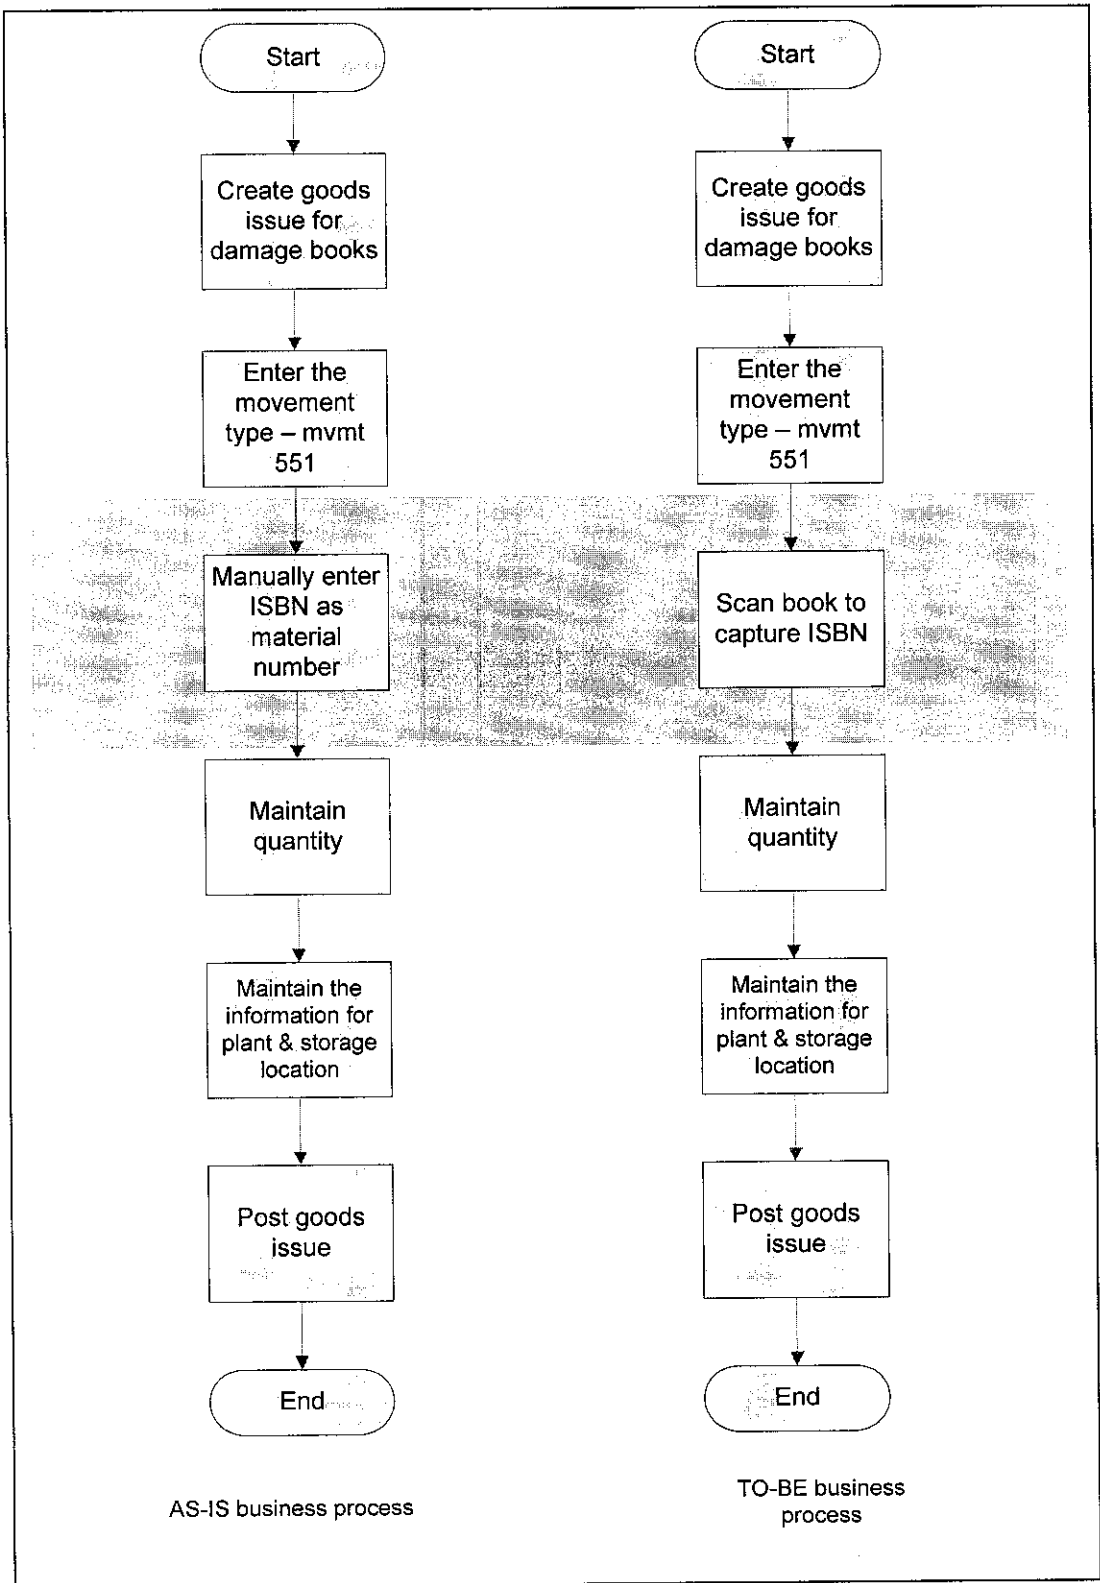 Start
Create goods
issue for
damage books
Enter the
movement
type – mvmt
551
Manually enter
ISBN as
material
number
Maintain
quantity
Maintain the
information for
plant & storage
location
Post goods
issue
End
AS-IS business process
Start
Create goods
issue for
damage books
Enter the
movement
type – mvmt
551
Scan book to
capture ISBN
Maintain
quantity
Maintain the
information for
plant & storage
location
Post goods
issue
End
TO-BE business
process